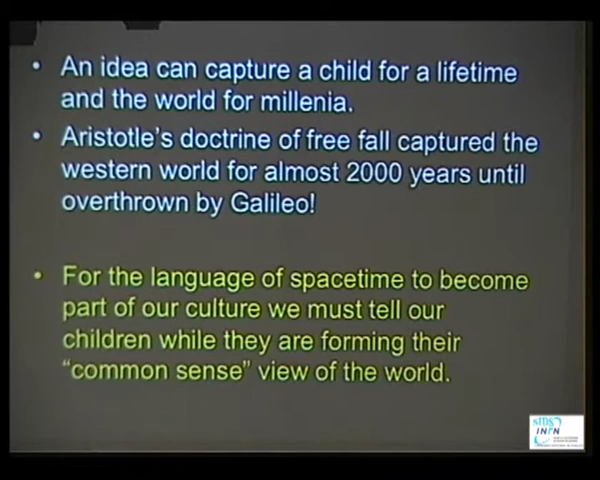 • An idea can capture a child for a lifetime
and the world for millenia.
• Aristotle's doctrine of free fall captured the
western world for almost 2000 years until
overthrown by Galileo!
• For the language of spacetime to become
part of our culture we must tell our
children while they are forming their
“common sense” view of the world.
INFN